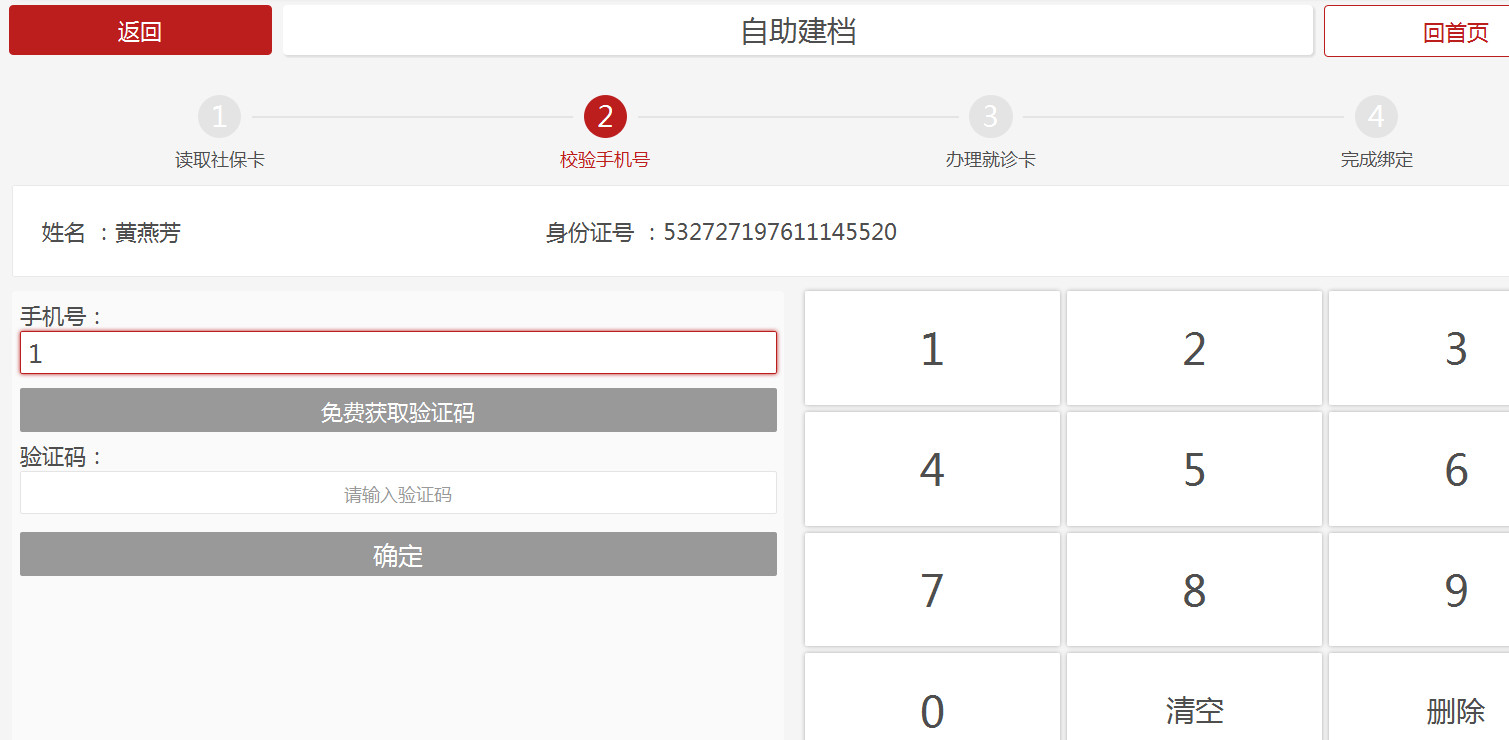 返回
自助建档
回首页
1
2
3
4
读取社保卡
校验手机号
办理就诊卡
完成绑定
姓名 ：黄燕芳
身份证号 ：532727197611145520
手机号：
1
免费获取验证码
验证码：
请输入验证码
确定
1 2 3
4 5 6
7 8 9
0 清空 删除